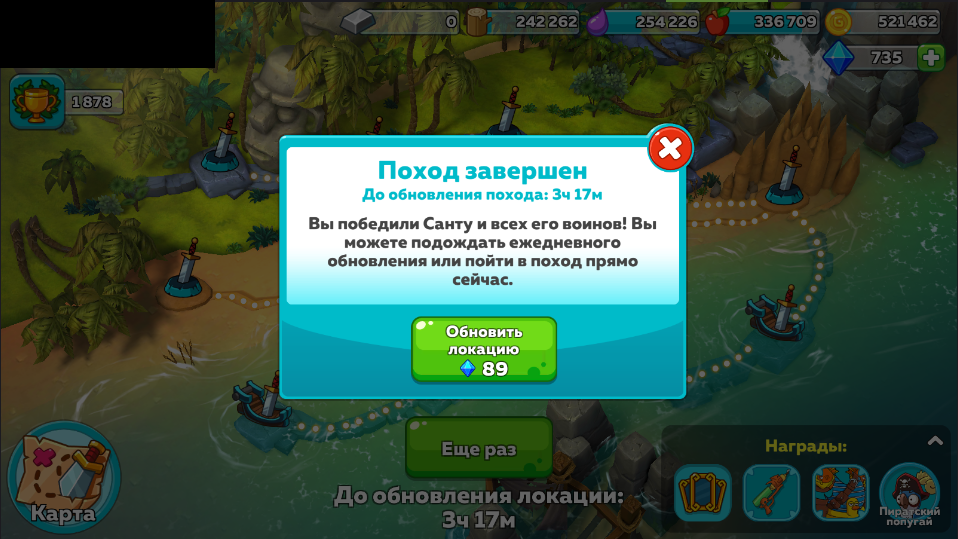 0
242 262
254 226
336 709
521 462
735
1 878
Поход завершен
До обновления похода: 3ч 17м
Вы победили Санту и всех его воинов! Вы
можете подождать ежедневного
обновления или пойти в поход прямо
сейчас.
Обновить
локацию
89
Еще раз
До обновления локации:
3ч 17м
Карта
Награды:
Пиратский
попугай